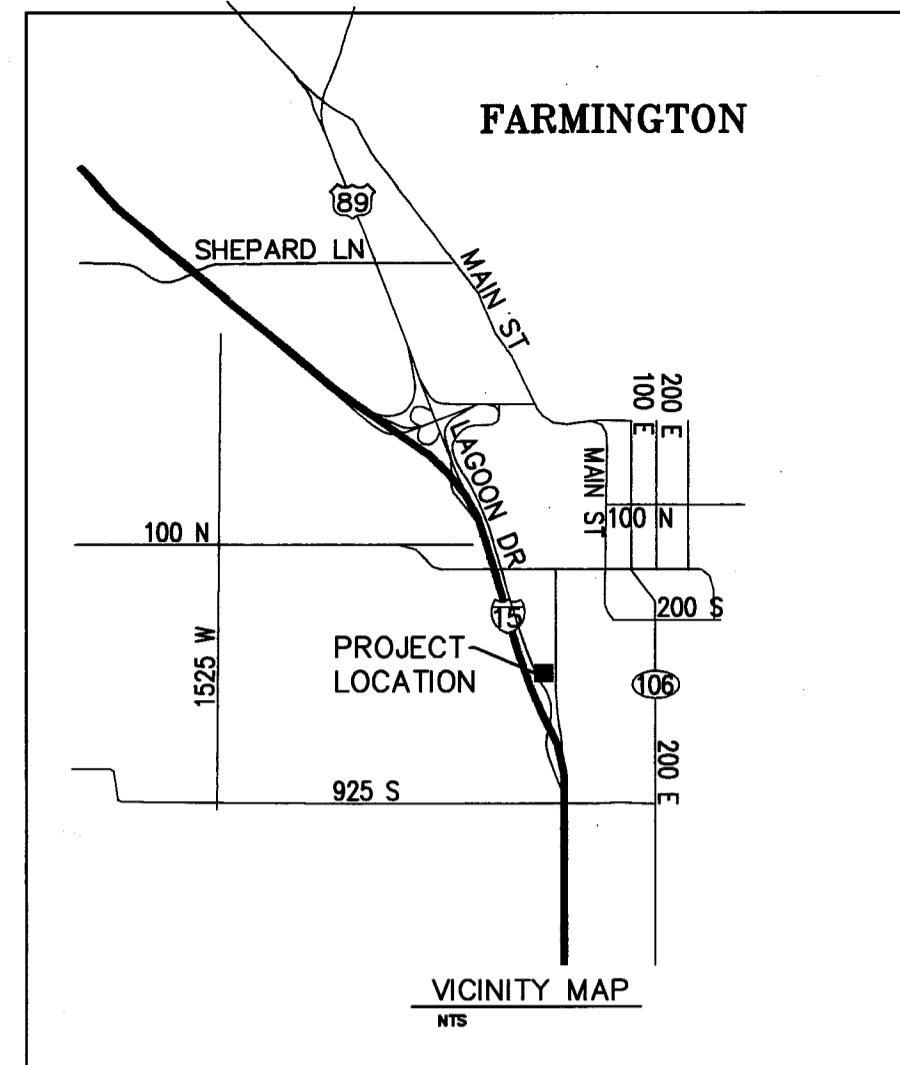 FARMINGTON
89
SHEPARD LN
MAIN ST
100 E
200 E
LAGOON DR
MAIN ST
100 N
100 N
15
200 S
PROJECT
LOCATION
1525 W
106
200 E
925 S
VICINITY MAP
NTS